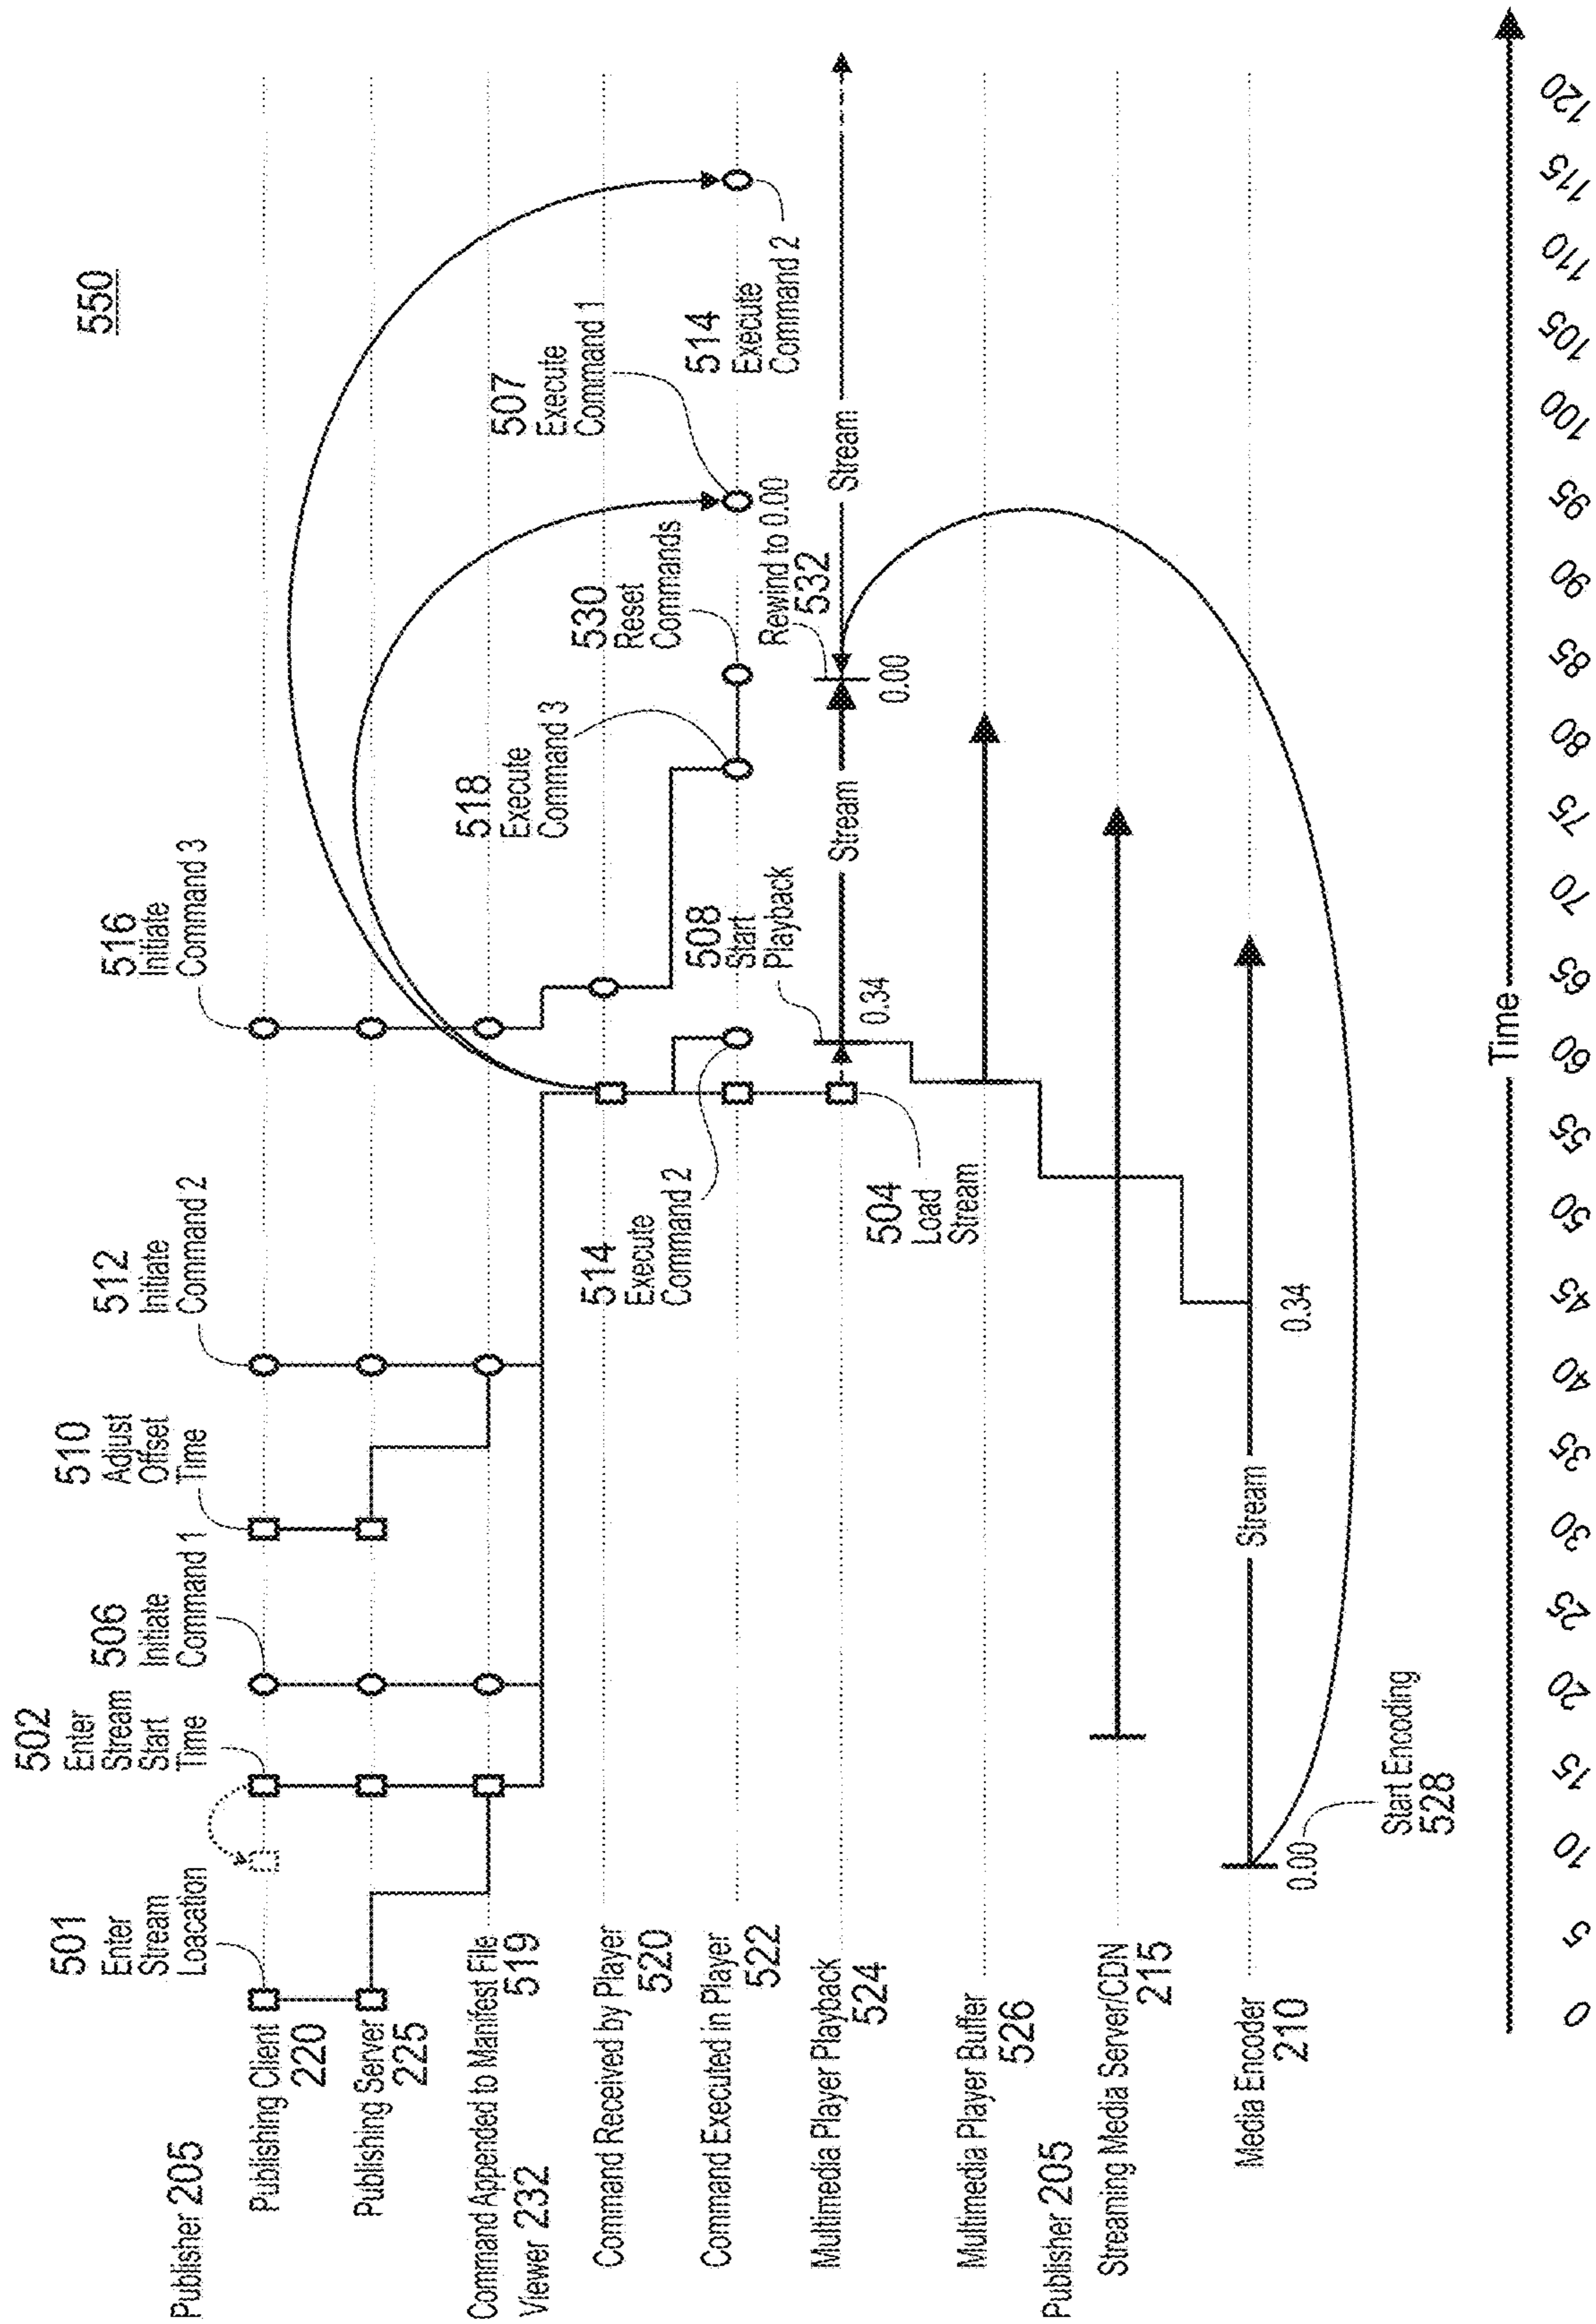 550
501
Enter
Stream
Loacation
502
Enter
Stream
Start
Time
506
Initiate
Command 1
510
Adjust
Offset
Time
512
Initiate
Command 2
516
Initiate
Command 3
Publisher 205
Publishing Client
220
Publishing Server
225
Command Appended to Manifest File
519
Viewer 232
Command Received by Player
520
514
Execute
Command 2
518
Execute
Command 3
530
Reset
Commands
507
Execute
Command 1
514
Execute
Command 2
Command Executed in Player
522
508
Start
Playback
Rewind to 0.00
532
Multimedia Player Playback
524
504
Load
Stream
0.34
Stream
0.00
Stream
Multimedia Player Buffer
526
Publisher 205
Streaming Media Server/CDN
215
Media Encoder
210
0.00
Stream
0.34
Start Encoding
528
Time
0 5 10 15 20 25 30 35 40 45 50 55 60 65 70 75 80 85 90 95 100 105 110 115 120